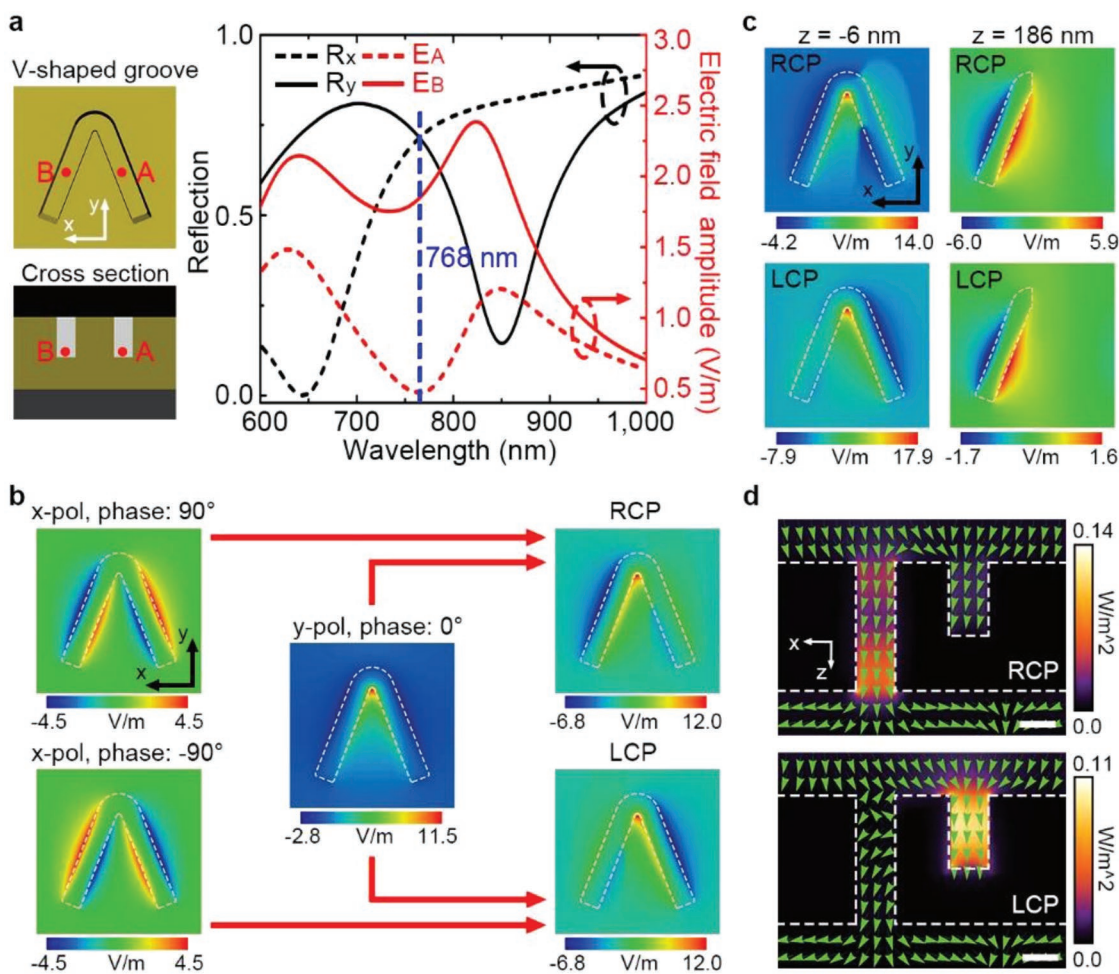 a
V-shaped groove
B
A
y
x
Cross section
B
A
Reflection
1.0
0.5
0.0
Rx
EA
Ry
EB
768 nm
600
700
800
900
1,000
Wavelength (nm)
3.0
2.5
2.0
1.5
1.0
0.5
Electric field amplitude (V/m)
c
z = -6 nm
z = 186 nm
RCP
y
x
-4.2 V/m 14.0
RCP
-6.0 V/m 5.9
LCP
-7.9 V/m 17.9
LCP
-1.7 V/m 1.6
b
x-pol, phase: 90°
y
x
-4.5 V/m 4.5
x-pol, phase: -90°
-4.5 V/m 4.5
y-pol, phase: 0°
-2.8 V/m 11.5
RCP
-6.8 V/m 12.0
LCP
-6.8 V/m 12.0
d
x
z
RCP
0.14
W/m^2
0.0
LCP
0.11
W/m^2
0.0